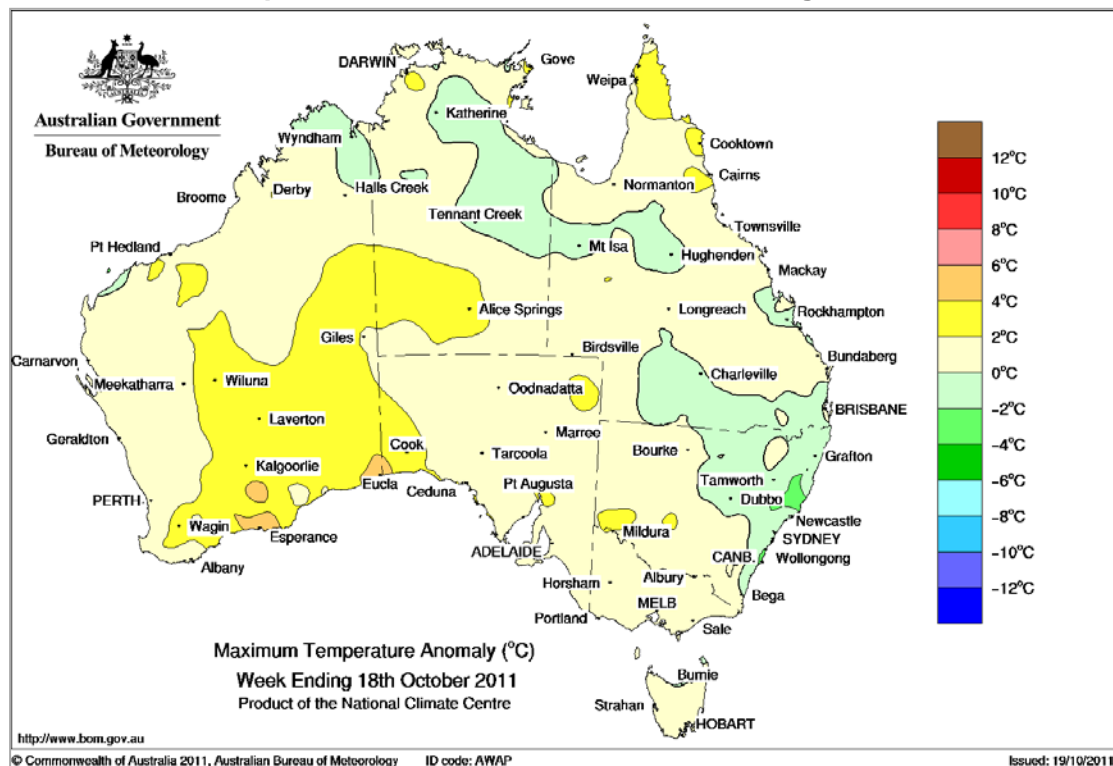 Australian Government
Bureau of Meteorology
DARWIN
Gove
Weipa
Katherine
Wyndham
Cooktown
Cairns
Broome
Derby
Halls Creek
Normanton
Tennant Creek
Townsville
Pt Hedland
Mt Isa
Hughenden
Mackay
Alice Springs
Longreach
Rockhampton
Giles
Birdsville
Bundaberg
Carnarvon
Meekatharra
Wiluna
Oodnadatta
Charleville
BRISBANE
Laverton
Marree
Geraldton
Cook
Tarcoola
Bourke
Grafton
Kalgoorlie
Eucla
Ceduna
Pt Augusta
Tamworth
PERTH
Dubbo
Wagin
Esperance
Mildura
Newcastle
SYDNEY
Albany
ADELAIDE
CANB.
Wollongong
Horsham
Albury
Bega
Portland
MELB
Sale
Burnie
Strahan
HOBART
12°C
10°C
8°C
6°C
4°C
2°C
0°C
-2°C
-4°C
-6°C
-8°C
-10°C
-12°C
Maximum Temperature Anomaly (°C)
Week Ending 18th October 2011
Product of the National Climate Centre
http://www.bom.gov.au
© Commonwealth of Australia 2011, Australian Bureau of Meteorology ID code: AWAP Issued: 19/10/2011